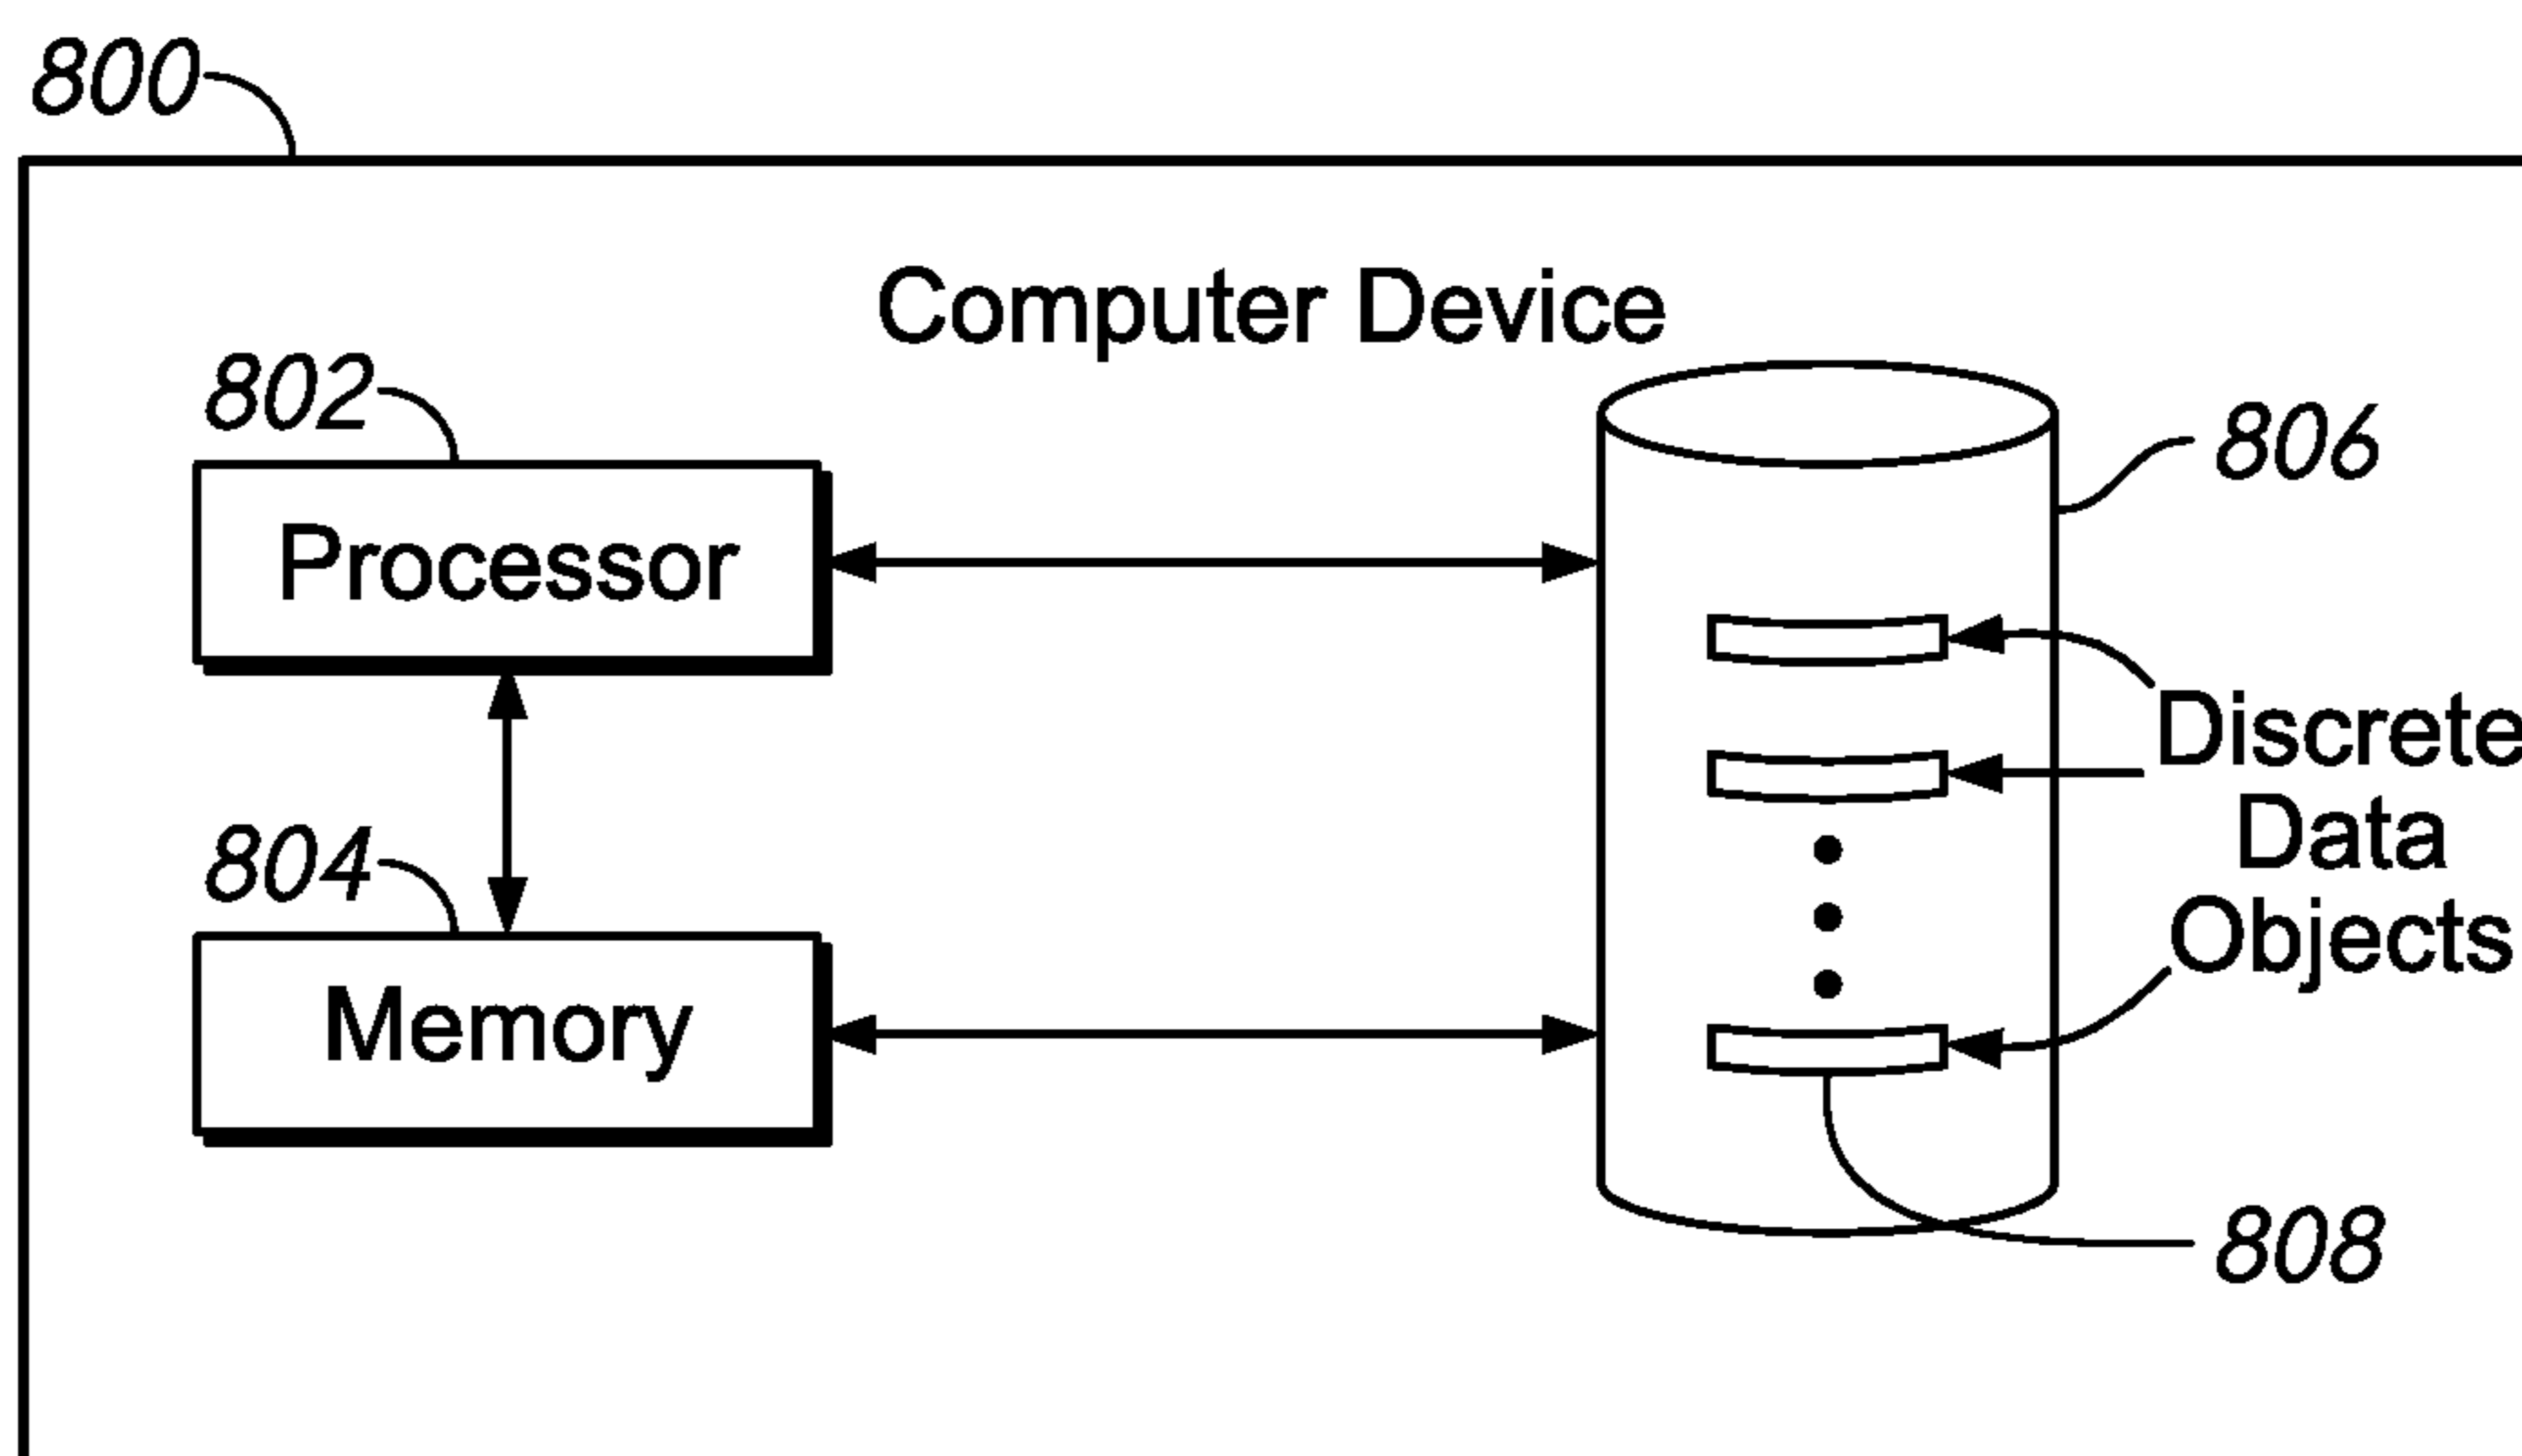 800
Computer Device
802
806
Processor
Discrete
Data
Objects
804
Memory
808